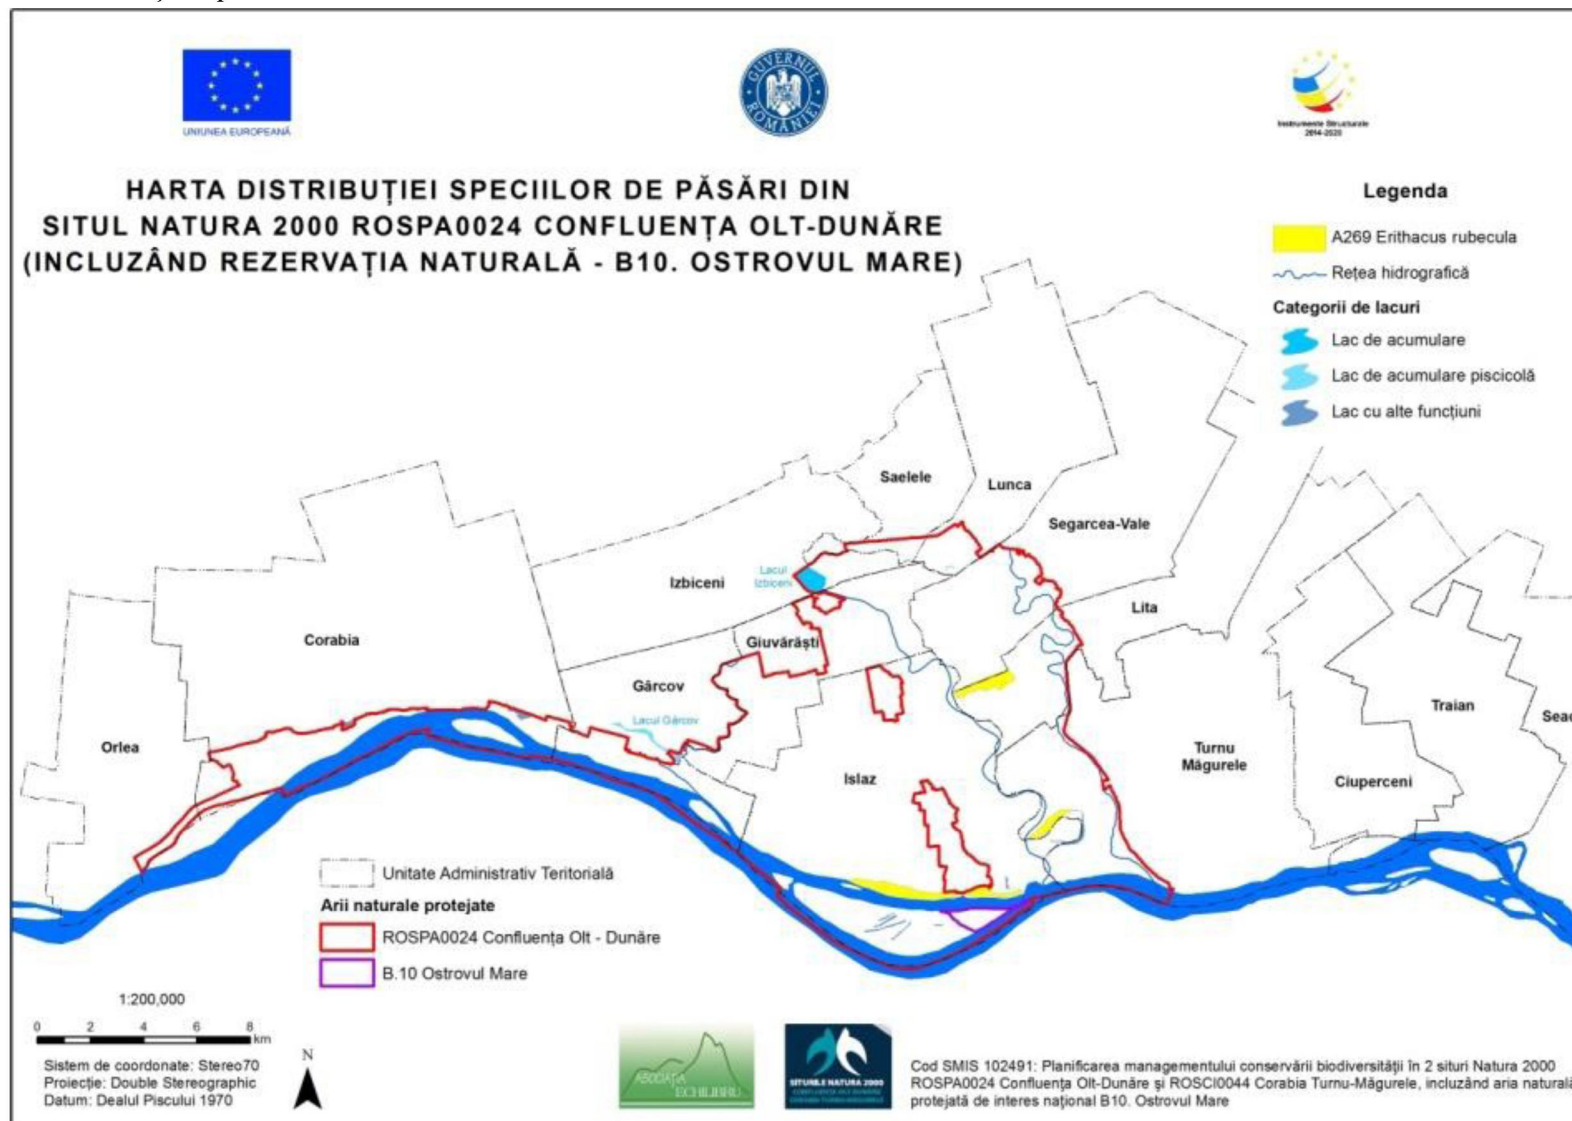 UNIUNEA EUROPEANĂ
GUVERNUL ROMÂNIEI
Instrumente Structurale
2014-2020
HARTA DISTRIBUȚIEI SPECIILOR DE PĂSĂRI DIN
SITUL NATURA 2000 ROSPA0024 CONFLUENȚA OLT-DUNĂRE
(INCLUZÂND REZERVAȚIA NATURALĂ - B10. OSTROVUL MARE)
Legenda
A269 Erithacus rubecula
Rețea hidrografică
Categorii de lacuri
Lac de acumulare
Lac de acumulare piscicolă
Lac cu alte funcțiuni
Saelele
Lunca
Segarcea-Vale
Izbiceni
Lacul
Izbiceni
Lita
Corabia
Giuvărăști
Gârcov
Lacul Gârcov
Orlea
Islaz
Turnu
Măgurele
Traian
Seac
Ciuperceni
Unitate Administrativ Teritorială
Arii naturale protejate
ROSPA0024 Confluența Olt - Dunăre
B.10 Ostrovul Mare
1:200,000
0 2 4 6 8
km
N
Sistem de coordonate: Stereo70
Proiecție: Double Stereographic
Datum: Dealul Piscului 1970
ASOCIAȚIA
ECHILIBRU
SITURILE NATURA 2000
Cod SMIS 102491: Planificarea managementului conservării biodiversității în 2 situri Natura 2000
ROSPA0024 Confluența Olt-Dunăre și ROSCI0044 Corabia Turnu-Măgurele, incluzând aria naturală
protejată de interes național B10. Ostrovul Mare